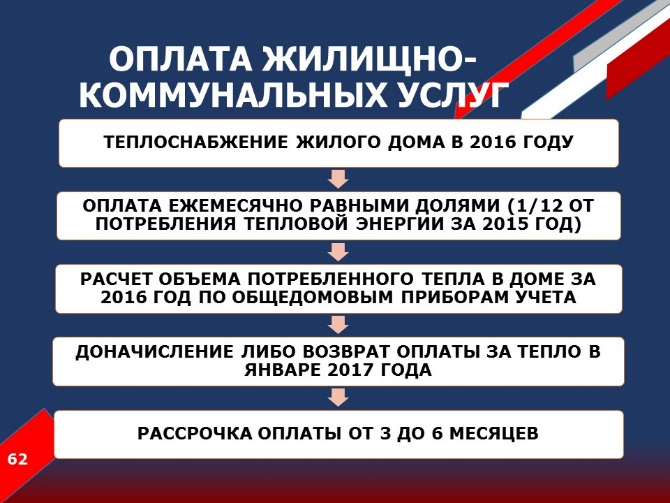 ОПЛАТА ЖИЛИЩНО-
КОММУНАЛЬНЫХ УСЛУГ
ТЕПЛОСНАБЖЕНИЕ ЖИЛОГО ДОМА В 2016 ГОДУ
ОПЛАТА ЕЖЕМЕСЯЧНО РАВНЫМИ ДОЛЯМИ (1/12 ОТ
ПОТРЕБЛЕНИЯ ТЕПЛОВОЙ ЭНЕРГИИ ЗА 2015 ГОД)
РАСЧЕТ ОБЪЕМА ПОТРЕБЛЕННОГО ТЕПЛА В ДОМЕ ЗА
2016 ГОД ПО ОБЩЕДОМОВЫМ ПРИБОРАМ УЧЕТА
ДОНАЧИСЛЕНИЕ ЛИБО ВОЗВРАТ ОПЛАТЫ ЗА ТЕПЛО В
ЯНВАРЕ 2017 ГОДА
РАССРОЧКА ОПЛАТЫ ОТ 3 ДО 6 МЕСЯЦЕВ
62